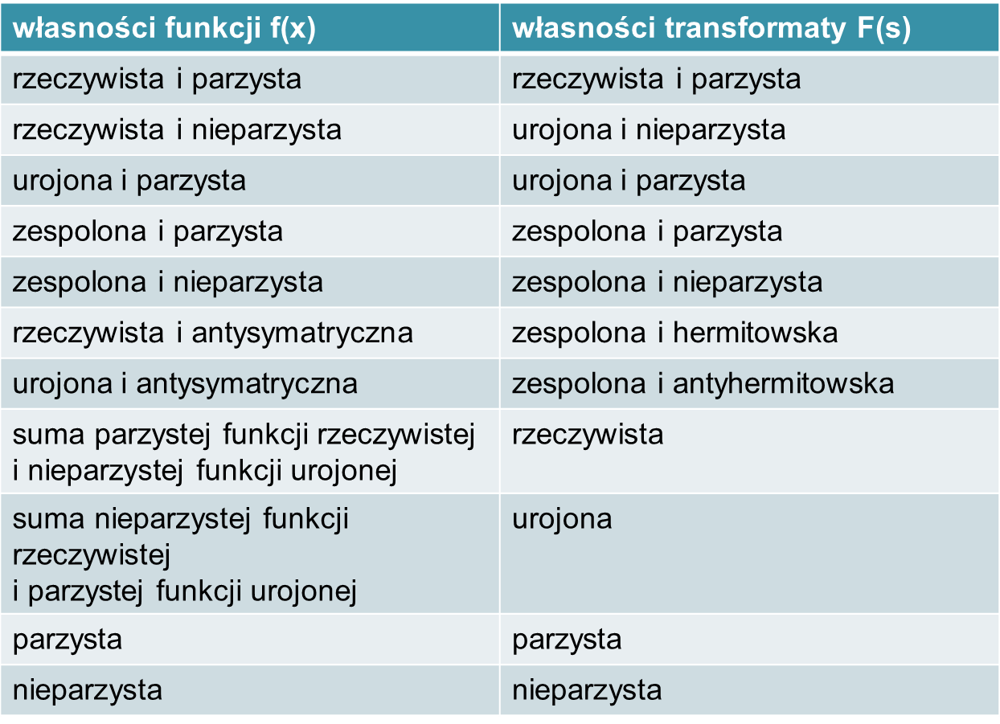 własności funkcji f(x) własności transformaty F(s)
rzeczywista i parzysta rzeczywista i parzysta
rzeczywista i nieparzysta urojona i nieparzysta
urojona i parzysta urojona i parzysta
zespolona i parzysta zespolona i parzysta
zespolona i nieparzysta zespolona i nieparzysta
rzeczywista i antysymatryczna zespolona i hermitowska
urojona i antysymatryczna zespolona i antyhermitowska
suma parzystej funkcji rzeczywistej rzeczywista
i nieparzystej funkcji urojonej
suma nieparzystej funkcji urojona
rzeczywistej
i parzystej funkcji urojonej
parzysta parzysta
nieparzysta nieparzysta